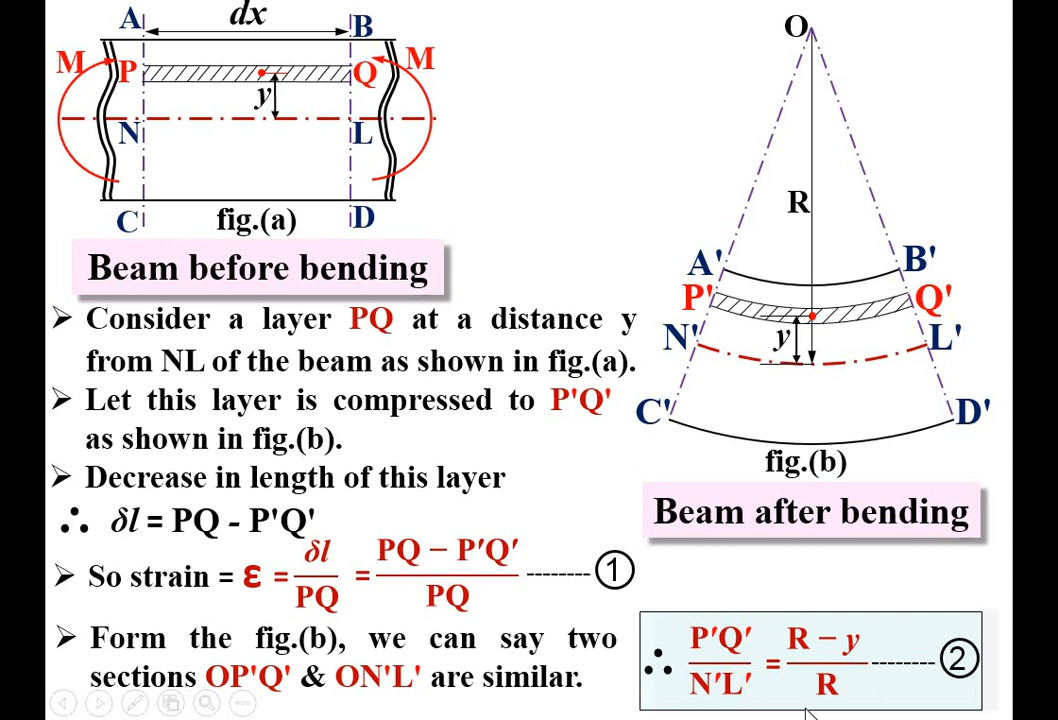 A dx B
M P Q M
y
N L
C fig.(a) D
Beam before bending
➢ Consider a layer PQ at a distance y
from NL of the beam as shown in fig.(a).
➢ Let this layer is compressed to P'Q'
as shown in fig.(b).
➢ Decrease in length of this layer
∴ δl = PQ - P'Q'
➢ So strain = ε = δl/PQ = (PQ − P′Q′)/PQ -------- ①
➢ Form the fig.(b), we can say two
sections OP'Q' & ON'L' are similar.
O
R
A' B'
P' Q'
N' y L'
C' D'
fig.(b)
Beam after bending
∴ P′Q′/N′L′ = (R − y)/R -------- ②